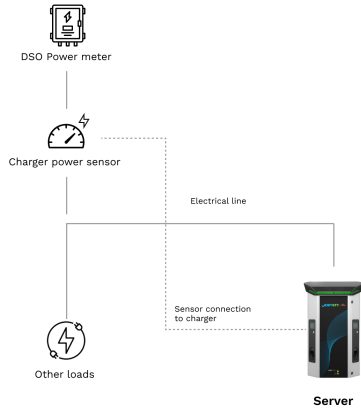 DSO Power meter
Charger power sensor
Electrical line
Sensor connection
to charger
Other loads
Server